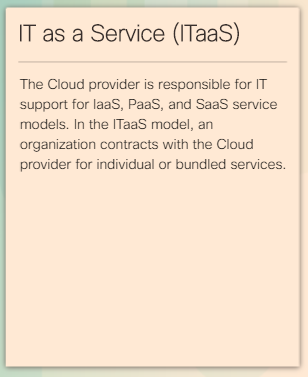 IT as a Service (ITaaS)
The Cloud provider is responsible for IT
support for IaaS, PaaS, and SaaS service
models. In the ITaaS model, an
organization contracts with the Cloud
provider for individual or bundled services.